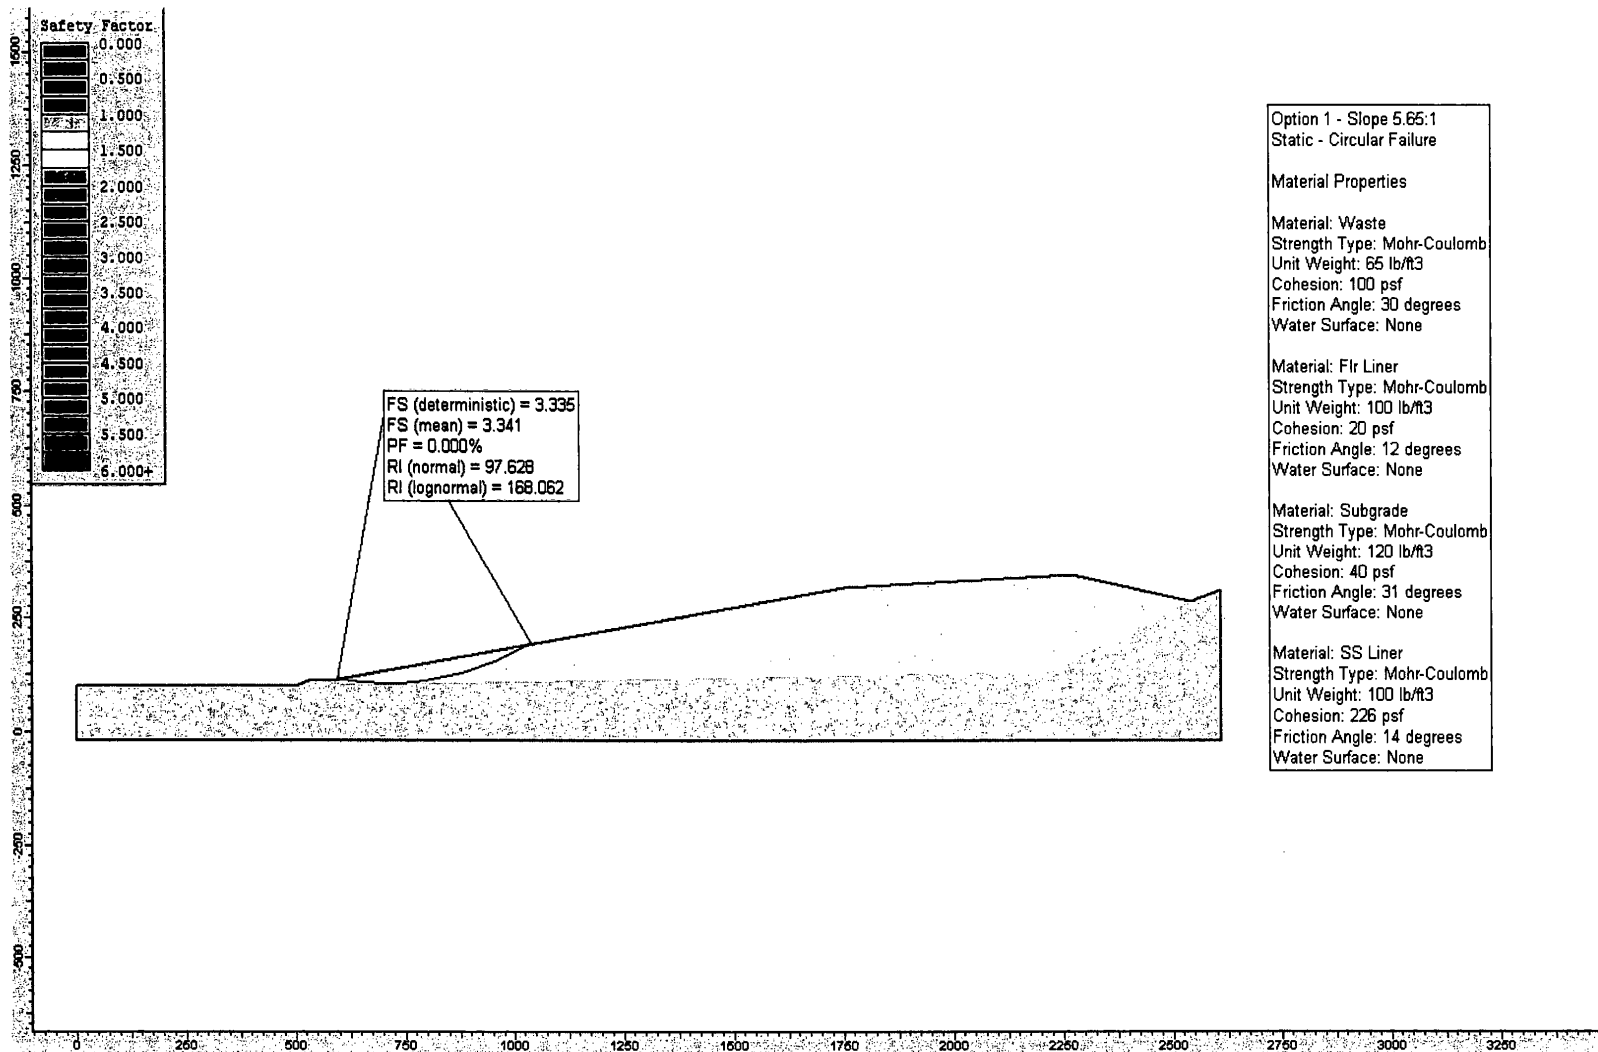 Safety Factor
0.000
0.500
1.000
1.500
2.000
2.500
3.000
3.500
4.000
4.500
5.000
5.500
6.000+
FS (deterministic) = 3.335
FS (mean) = 3.341
PF = 0.000%
RI (normal) = 97.628
RI (lognormal) = 168.062
Option 1 - Slope 5.65:1
Static - Circular Failure
Material Properties
Material: Waste
Strength Type: Mohr-Coulomb
Unit Weight: 65 lb/ft3
Cohesion: 100 psf
Friction Angle: 30 degrees
Water Surface: None
Material: Flr Liner
Strength Type: Mohr-Coulomb
Unit Weight: 100 lb/ft3
Cohesion: 20 psf
Friction Angle: 12 degrees
Water Surface: None
Material: Subgrade
Strength Type: Mohr-Coulomb
Unit Weight: 120 lb/ft3
Cohesion: 40 psf
Friction Angle: 31 degrees
Water Surface: None
Material: SS Liner
Strength Type: Mohr-Coulomb
Unit Weight: 100 lb/ft3
Cohesion: 226 psf
Friction Angle: 14 degrees
Water Surface: None
1500
1250
1000
750
500
250
0
-250
-500
0
250
500
750
1000
1250
1500
1750
2000
2250
2500
2750
3000
3250